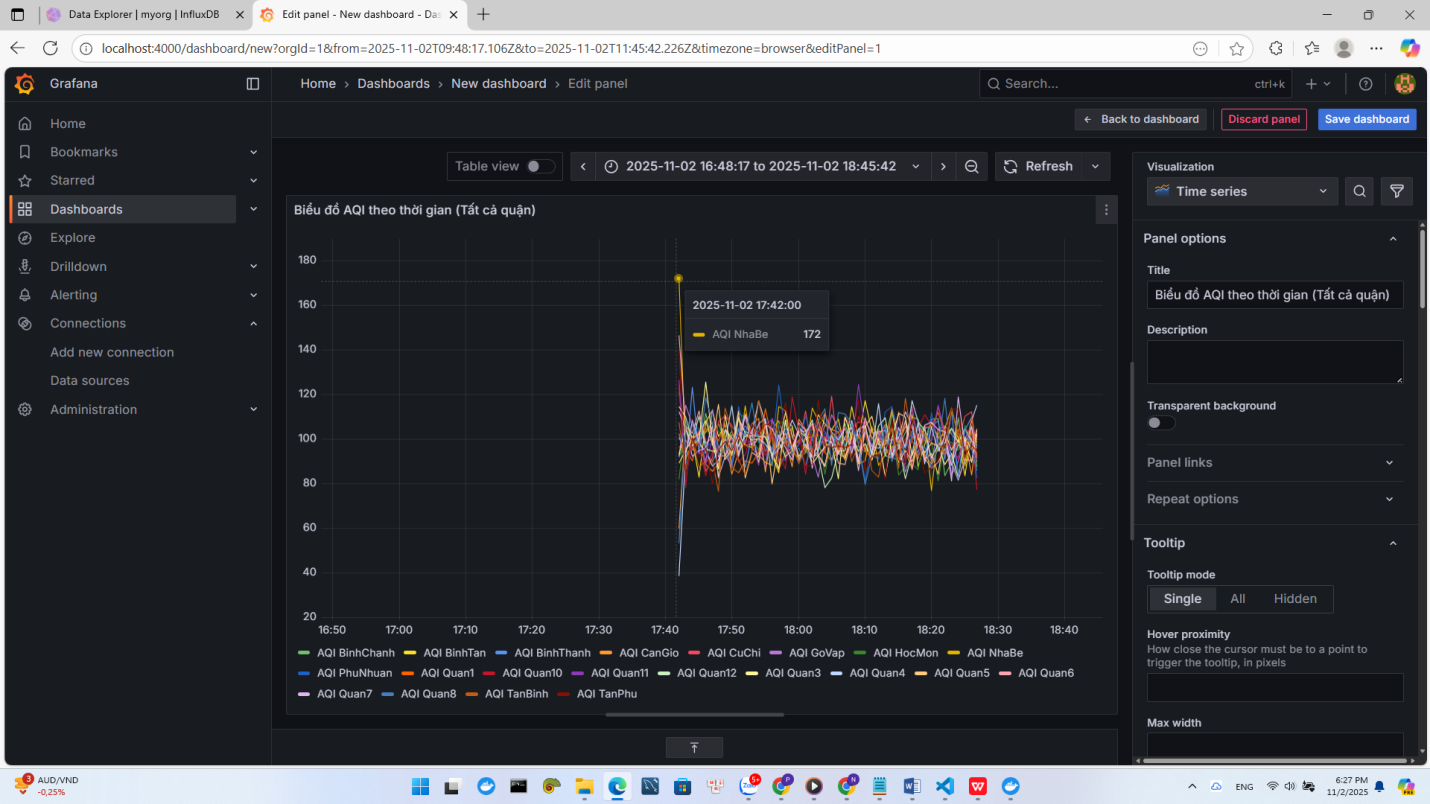 Data Explorer | myorg | InfluxDB
Edit panel - New dashboard - Das
localhost:4000/dashboard/new?orgId=1&from=2025-11-02T09:48:17.106Z&to=2025-11-02T11:45:42.226Z&timezone=browser&editPanel=1
Grafana
Home › Dashboards › New dashboard › Edit panel
Search...
ctrl+k
Back to dashboard
Discard panel
Save dashboard
Home
Bookmarks
Starred
Dashboards
Explore
Drilldown
Alerting
Connections
Add new connection
Data sources
Administration
Table view
2025-11-02 16:48:17 to 2025-11-02 18:45:42
Refresh
Biểu đồ AQI theo thời gian (Tất cả quận)
180
160
140
120
100
80
60
40
20
2025-11-02 17:42:00
AQI NhaBe 172
16:50 17:00 17:10 17:20 17:30 17:40 17:50 18:00 18:10 18:20 18:30 18:40
AQI BinhChanh AQI BinhTan AQI BinhThanh AQI CanGio AQI CuChi AQI GoVap AQI HocMon AQI NhaBe
AQI PhuNhuan AQI Quan1 AQI Quan10 AQI Quan11 AQI Quan12 AQI Quan3 AQI Quan4 AQI Quan5 AQI Quan6
AQI Quan7 AQI Quan8 AQI TanBinh AQI TanPhu
Visualization
Time series
Panel options
Title
Biểu đồ AQI theo thời gian (Tất cả quận)
Description
Transparent background
Panel links
Repeat options
Tooltip
Tooltip mode
Single All Hidden
Hover proximity
How close the cursor must be to a point to
trigger the tooltip, in pixels
Max width
3
AUD/VND
-0,25%
Zalo
5+
P
N
ENG
6:27 PM
11/2/2025
PRE